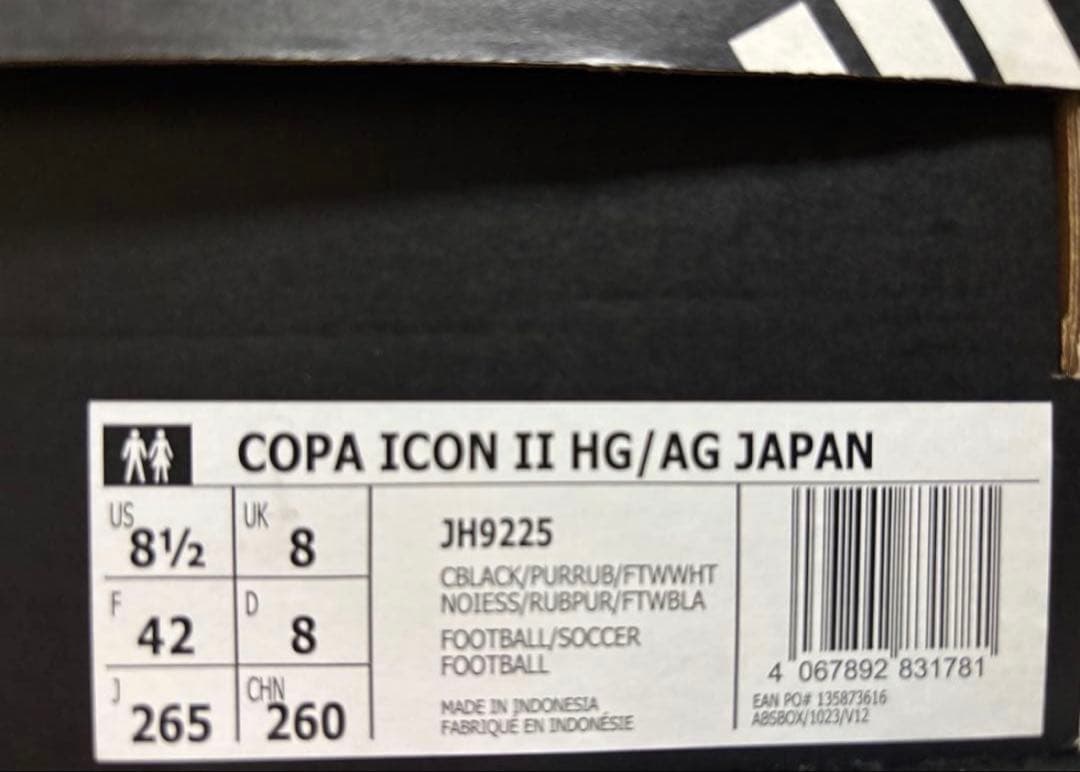 COPA ICON II HG/AG JAPAN
US 8½ UK 8
F 42 D 8
J 265 CHN 260
JH9225
CBLACK/PURRUB/FTWWHT
NOIESS/RUBPUR/FTWBLA
FOOTBALL/SOCCER
FOOTBALL
MADE IN INDONESIA
FABRIQUÉ EN INDONÉSIE
4 067892 831781
EAN PO# 135873616
A85BOX/1023/V12